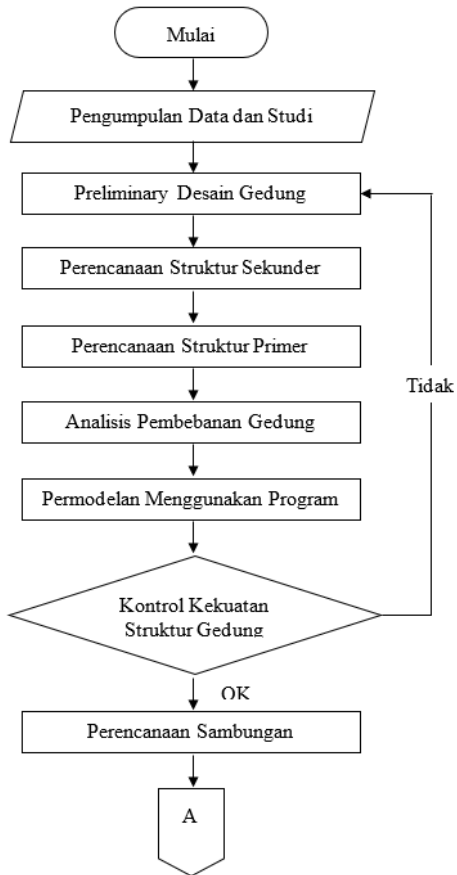 Mulai
Pengumpulan Data dan Studi
Preliminary Desain Gedung
Perencanaan Struktur Sekunder
Perencanaan Struktur Primer
Tidak
Analisis Pembebanan Gedung
Permodelan Menggunakan Program
Kontrol Kekuatan
Struktur Gedung
OK
Perencanaan Sambungan
A